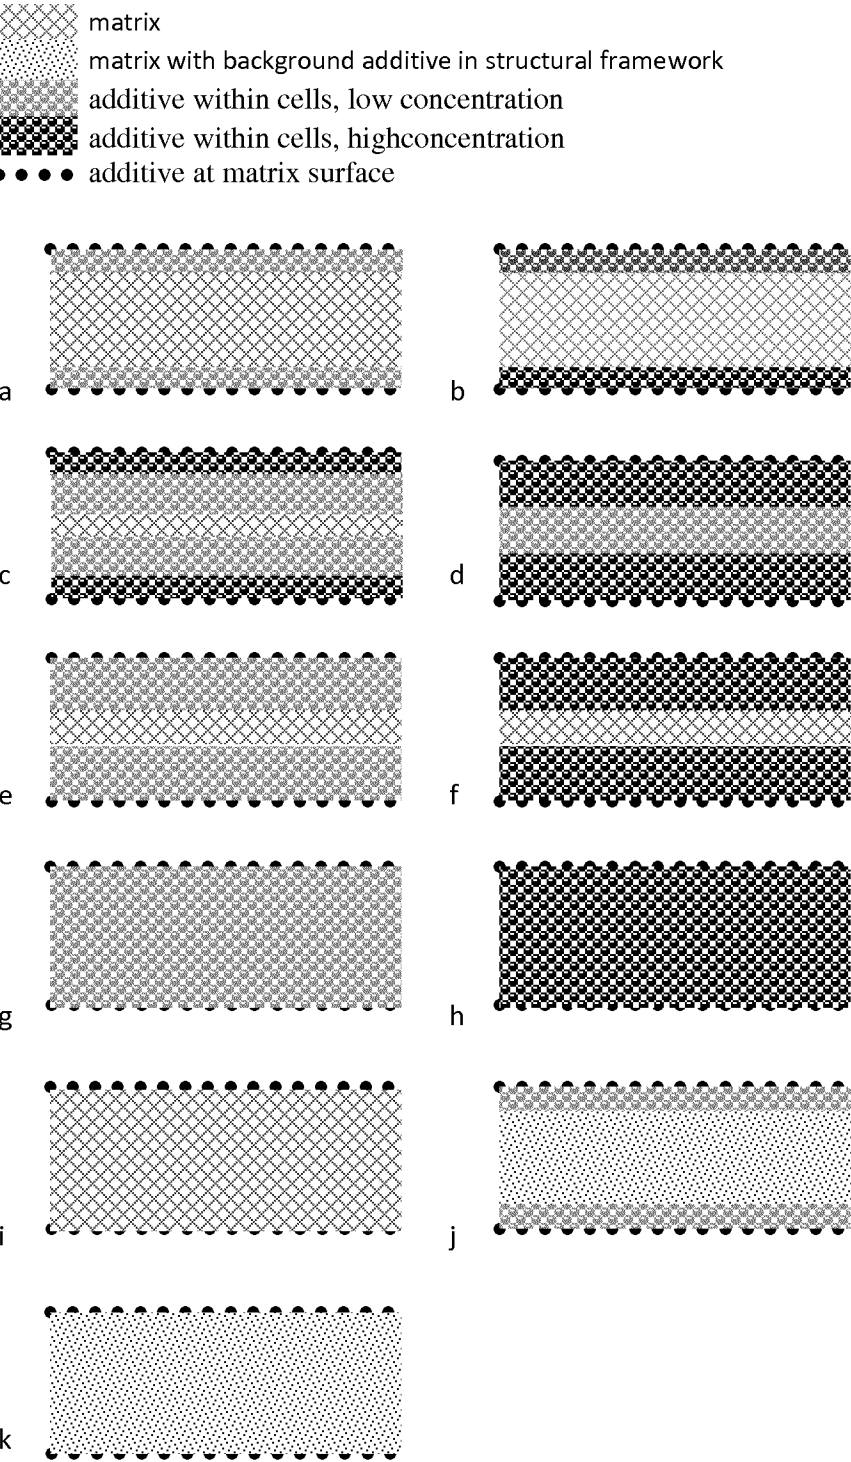 matrix
matrix with background additive in structural framework
additive within cells, low concentration
additive within cells, highconcentration
additive at matrix surface
a
b
c
d
e
f
g
h
i
j
k